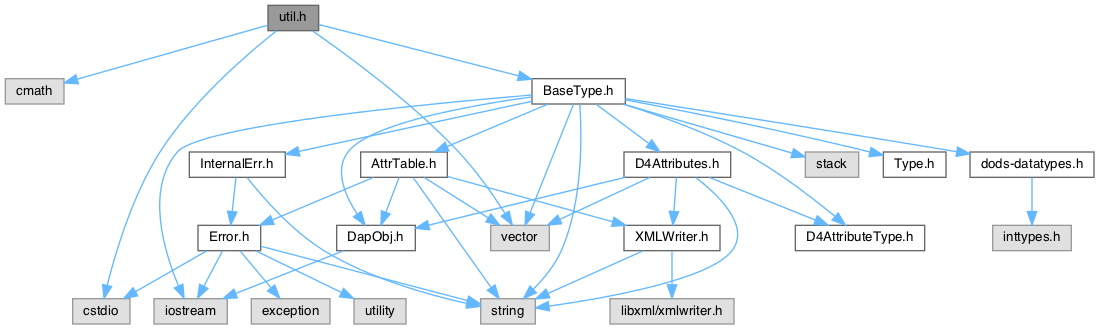 util.h
cmath
BaseType.h
InternalErr.h
AttrTable.h
D4Attributes.h
stack
Type.h
dods-datatypes.h
Error.h
DapObj.h
vector
XMLWriter.h
D4AttributeType.h
inttypes.h
cstdio
iostream
exception
utility
string
libxml/xmlwriter.h